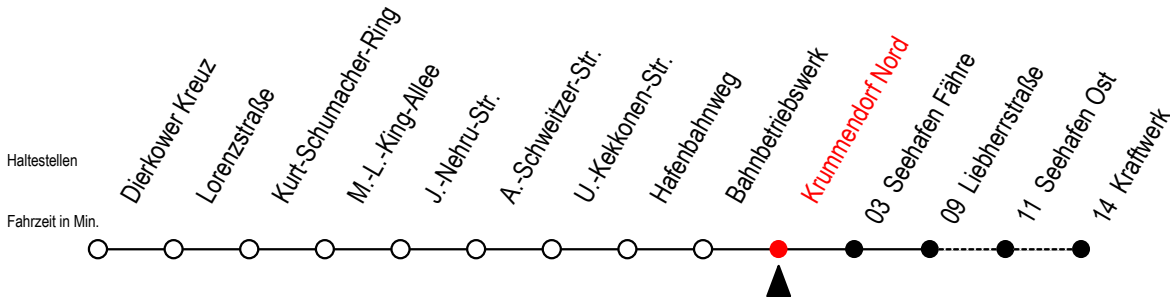 Haltestellen
Fahrzeit in Min.
Dierkower Kreuz
Lorenzstraße
Kurt-Schumacher-Ring
M.-L.-King-Allee
J.-Nehru-Str.
A.-Schweitzer-Str.
U.-Kekkonen-Str.
Hafenbahnweg
Bahnbetriebswerk
Krummendorf Nord
03 Seehafen Fähre
09 Liebherrstraße
11 Seehafen Ost
14 Kraftwerk